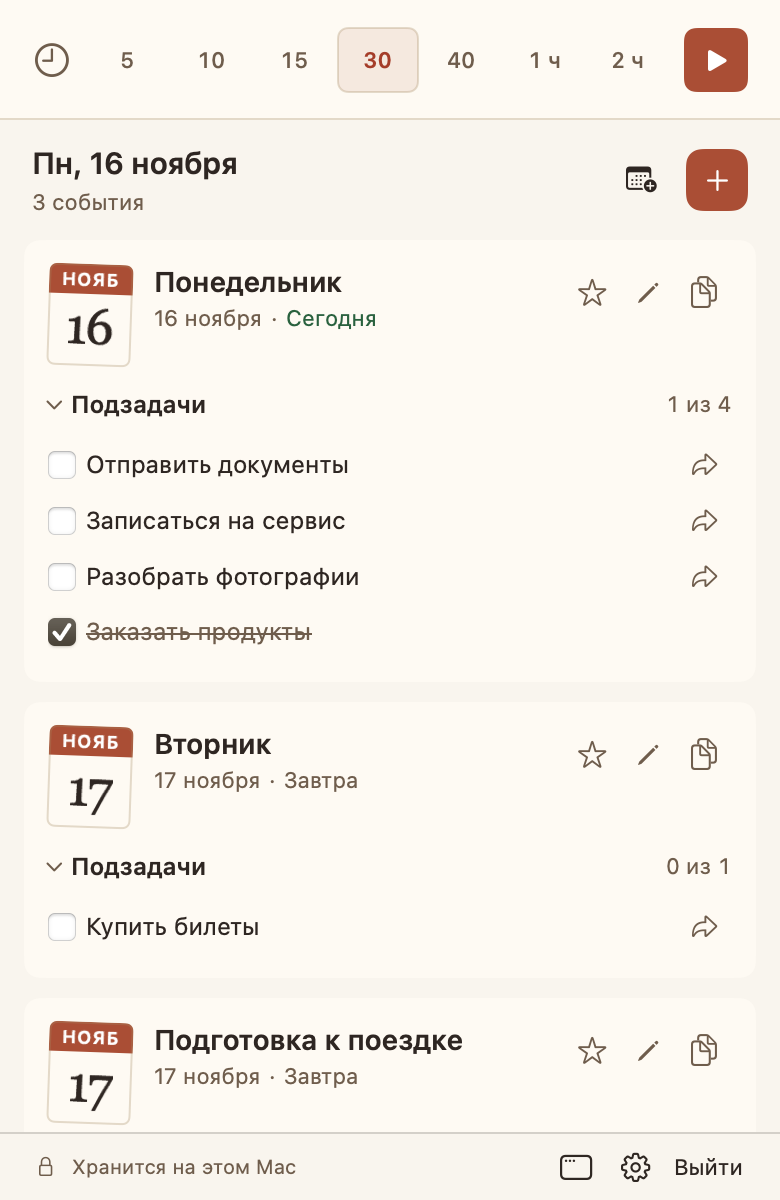 5 10 15 30 40 1 ч 2 ч
Пн, 16 ноября
3 события
НОЯБ
16
Понедельник
16 ноября · Сегодня
Подзадачи
1 из 4
Отправить документы
Записаться на сервис
Разобрать фотографии
Заказать продукты
НОЯБ
17
Вторник
17 ноября · Завтра
Подзадачи
0 из 1
Купить билеты
НОЯБ
17
Подготовка к поездке
17 ноября · Завтра
Хранится на этом Mac
Выйти